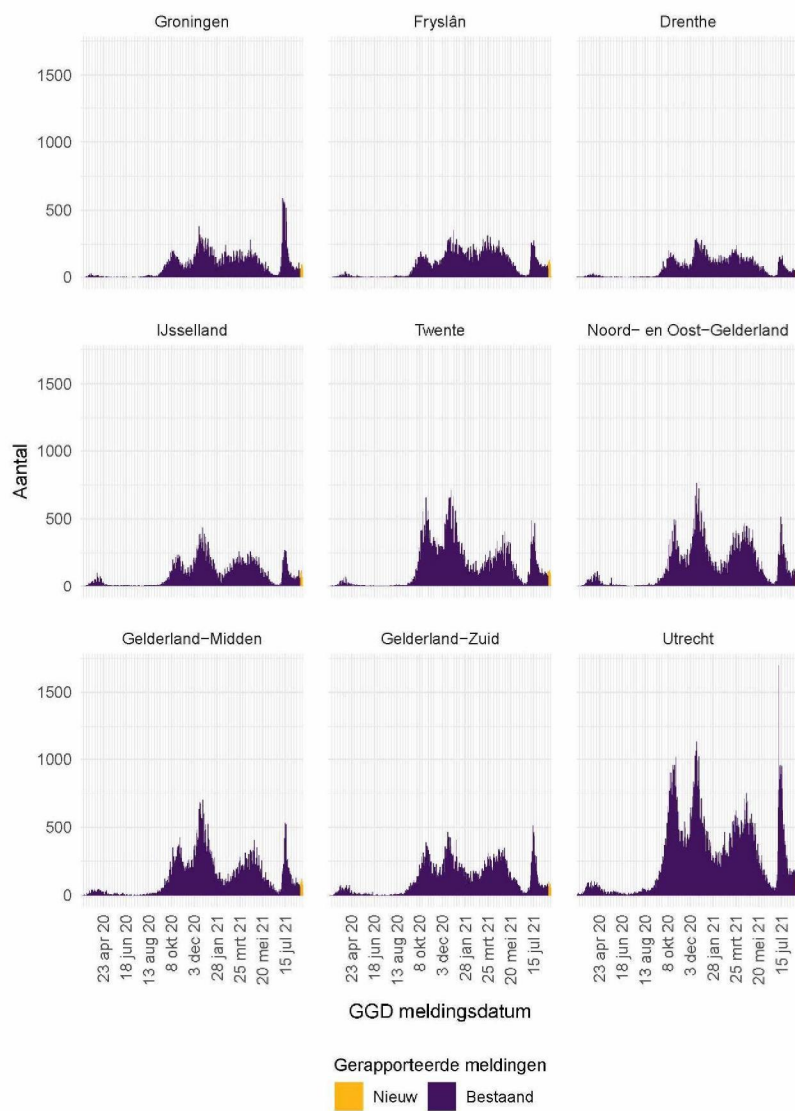 Groningen Fryslân Drenthe
1500
1000
500
0
IJsselland Twente Noord- en Oost-Gelderland
1500
1000
500
0
Aantal
Gelderland-Midden Gelderland-Zuid Utrecht
1500
1000
500
0
23 apr 20 18 jun 20 13 aug 20 8 okt 20 3 dec 20 28 jan 21 25 mrt 21 20 mei 21 15 jul 21 23 apr 20 18 jun 20 13 aug 20 8 okt 20 3 dec 20 28 jan 21 25 mrt 21 20 mei 21 15 jul 21 23 apr 20 18 jun 20 13 aug 20 8 okt 20 3 dec 20 28 jan 21 25 mrt 21 20 mei 21 15 jul 21
GGD meldingsdatum
Gerapporteerde meldingen
Nieuw Bestaand